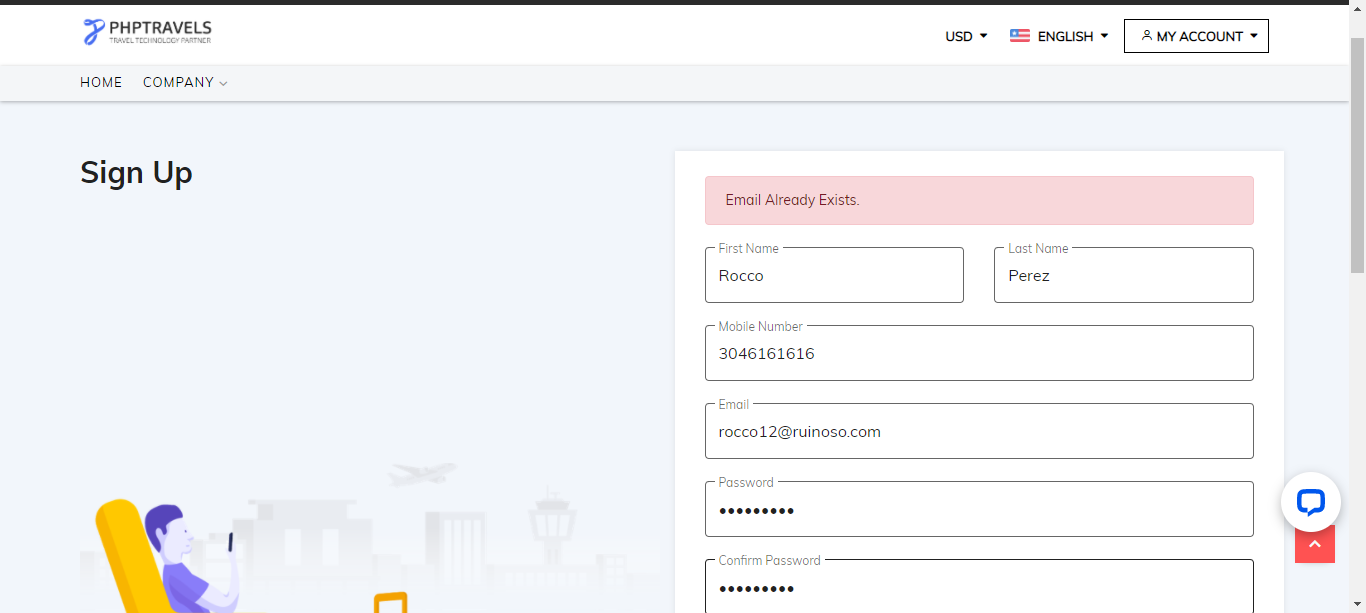 PHPTRAVELS
TRAVEL TECHNOLOGY PARTNER
USD ENGLISH MY ACCOUNT
HOME COMPANY
Sign Up
Email Already Exists.
First Name Last Name
Rocco Perez
Mobile Number
3046161616
Email
rocco12@ruinoso.com
Password
•••••••••
Confirm Password
•••••••••